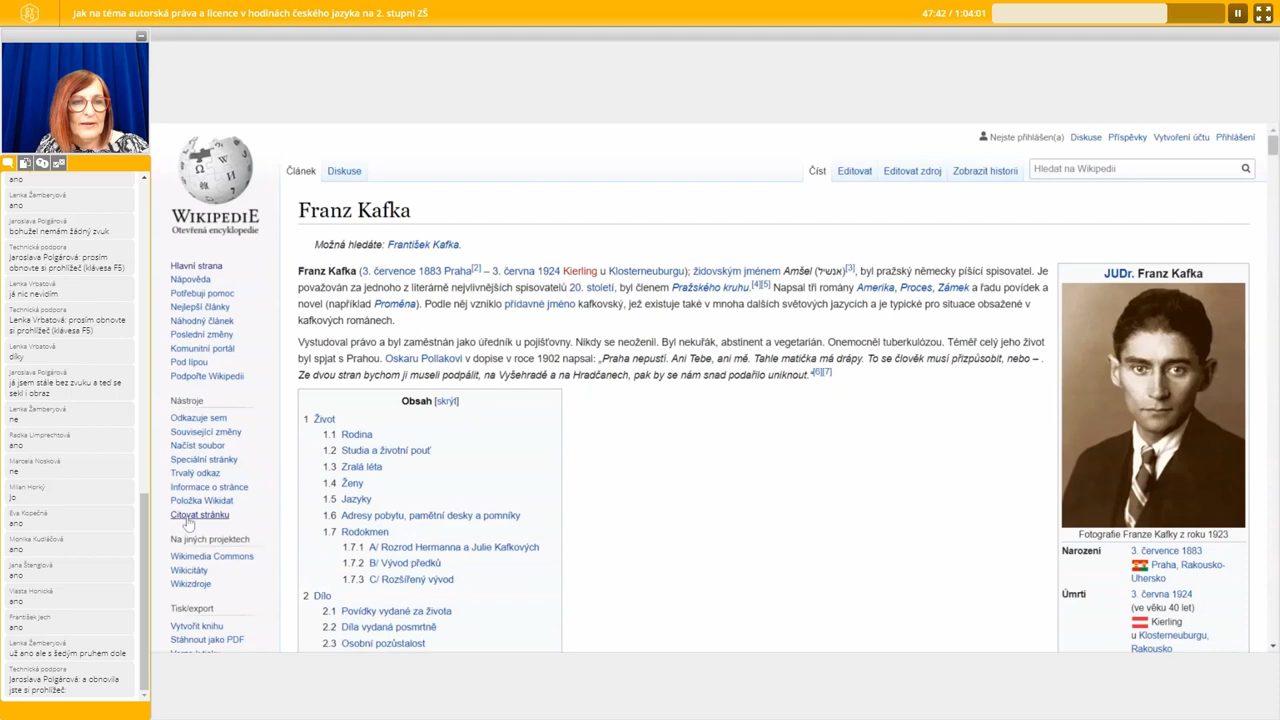 Jak na téma autorská práva a licence v hodinách českého jazyka na 2. stupni ZŠ
47:42 / 1:04:01
ano
Lenka Žamberyová
ano
Jaroslava Polgárová
bohužel nemám žádný zvuk
Technická podpora
Jaroslava Polgárová: prosím
obnovte si prohlížeč (klávesa F5)
Lenka Vrbatová
já nic nevidím
Technická podpora
Lenka Vrbatová: prosím obnovte
si prohlížeč (klávesa F5)
Lenka Vrbatová
díky
Jaroslava Polgárová
já jsem stále bez zvuku a teď se
sekl i obraz
Lenka Žamberyová
ne
Radka Limprechtová
ano
Marcela Nosková
ne
Milan Horký
jo
Eva Kopečná
ano
Monika Kudláčová
ano
Jana Štenglová
ano
Vlasta Honická
ano
František Jech
ano
Lenka Žamberyová
už ano ale s šedým pruhem dole
Technická podpora
Jaroslava Polgárová: a obnovila
jste si prohlížeč:
WIKIPEDIE
Otevřená encyklopedie
Hlavní strana
Nápověda
Potřebuji pomoc
Nejlepší články
Náhodný článek
Poslední změny
Komunitní portál
Pod lípou
Podpořte Wikipedii
Nástroje
Odkazuje sem
Související změny
Načíst soubor
Speciální stránky
Trvalý odkaz
Informace o stránce
Položka Wikidat
Citovat stránku
Na jiných projektech
Wikimedia Commons
Wikicitáty
Wikizdroje
Tisk/export
Vytvořit knihu
Stáhnout jako PDF
Nejste přihlášen(a) Diskuse Příspěvky Vytvoření účtu Přihlášení
Článek Diskuse Číst Editovat Editovat zdroj Zobrazit historii Hledat na Wikipedii
Franz Kafka
Možná hledáte: František Kafka.
Franz Kafka (3. července 1883 Praha[2] – 3. června 1924 Kierling u Klosterneuburgu); židovským jménem Amšel (אנשיל)[3], byl pražský německy píšící spisovatel. Je
považován za jednoho z literárně nejvlivnějších spisovatelů 20. století, byl členem Pražského kruhu.[4][5] Napsal tři romány Amerika, Proces, Zámek a řadu povídek a
novel (například Proměna). Podle něj vzniklo přídavné jméno kafkovský, jež existuje také v mnoha dalších světových jazycích a je typické pro situace obsažené v
kafkových románech.
Vystudoval právo a byl zaměstnán jako úředník u pojišťovny. Nikdy se neoženil. Byl nekuřák, abstinent a vegetarián. Onemocněl tuberkulózou. Téměř celý jeho život
byl spjat s Prahou. Oskaru Pollakovi v dopise v roce 1902 napsal: „Praha nepustí. Ani Tebe, ani mě. Tahle matička má drápy. To se člověk musí přizpůsobit, nebo – .
Ze dvou stran bychom ji museli podpálit, na Vyšehradě a na Hradčanech, pak by se nám snad podařilo uniknout.“[6][7]
Obsah [skrýt]
1 Život
1.1 Rodina
1.2 Studia a životní pouť
1.3 Zralá léta
1.4 Ženy
1.5 Jazyky
1.6 Adresy pobytu, pamětní desky a pomníky
1.7 Rodokmen
1.7.1 A/ Rozrod Hermanna a Julie Kafkových
1.7.2 B/ Vývod předků
1.7.3 C/ Rozšířený vývod
2 Dílo
2.1 Povídky vydané za života
2.2 Díla vydaná posmrtně
2.3 Osobní pozůstalost
JUDr. Franz Kafka
Fotografie Franze Kafky z roku 1923
Narození 3. července 1883
Praha, Rakousko-
Uhersko
Úmrtí 3. června 1924
(ve věku 40 let)
Kierling
u Klosterneuburgu,
Rakousko